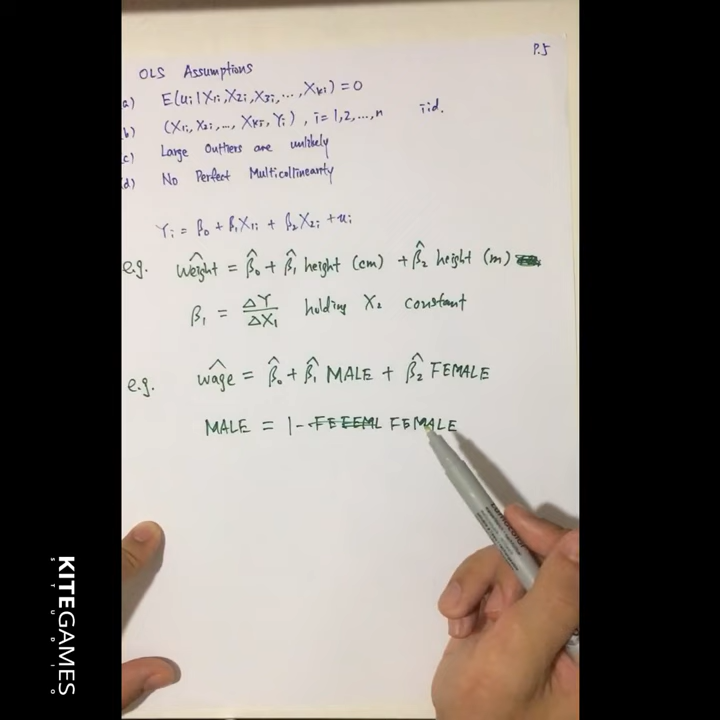 P.5
OLS Assumptions
a) E(ui|X1i, X2i, X3i, ..., Xki) = 0
b) (X1i, X2i, ..., Xki, Yi), i = 1, 2, ..., n iid.
c) Large Outliers are unlikely
d) No Perfect Multicollinearity
Yi = β0 + β1X1i + β2X2i + ui
e.g. Weight̂ = β̂0 + β̂1 height (cm) + β̂2 height (m)
β1 = ΔY/ΔX1 holding X2 constant
e.g. wagê = β̂0 + β̂1 MALE + β̂2 FEMALE
MALE = 1 - FEMALE
Lumocolor
KITEGAMES
STUDIO